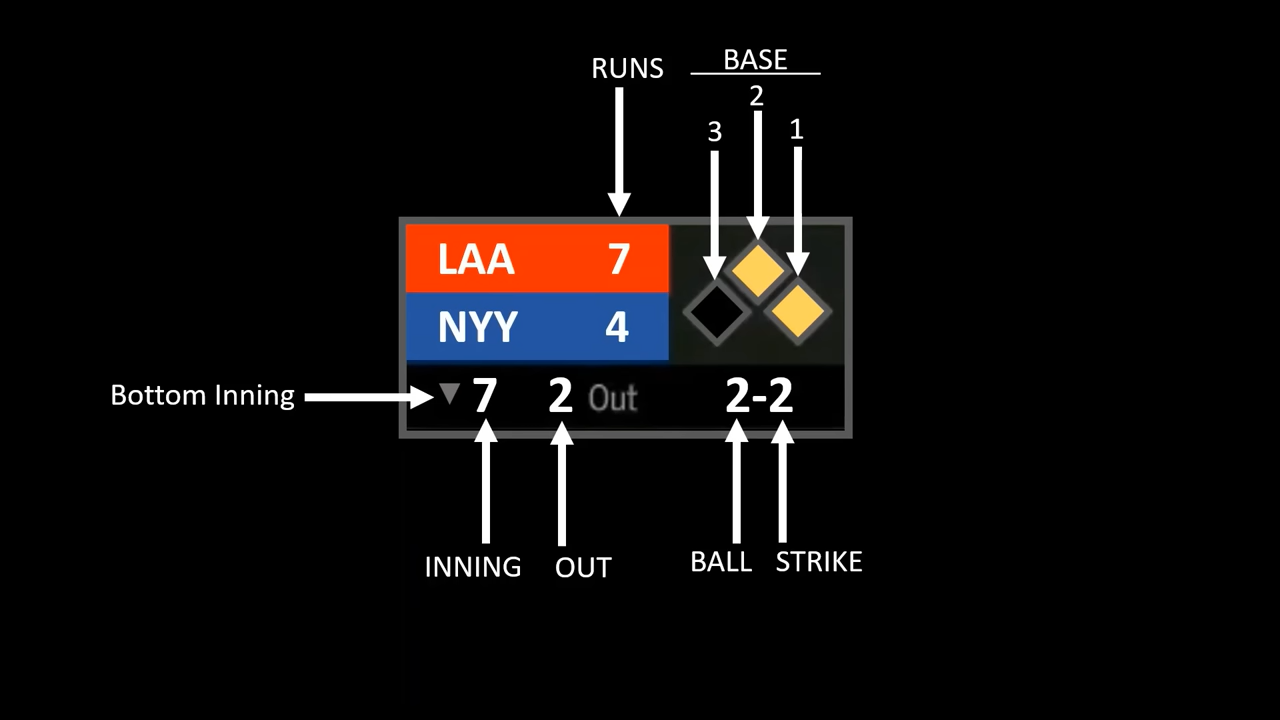 RUNS BASE
2
3 1
LAA 7
NYY 4
Bottom Inning 7 2 Out 2-2
INNING OUT BALL STRIKE